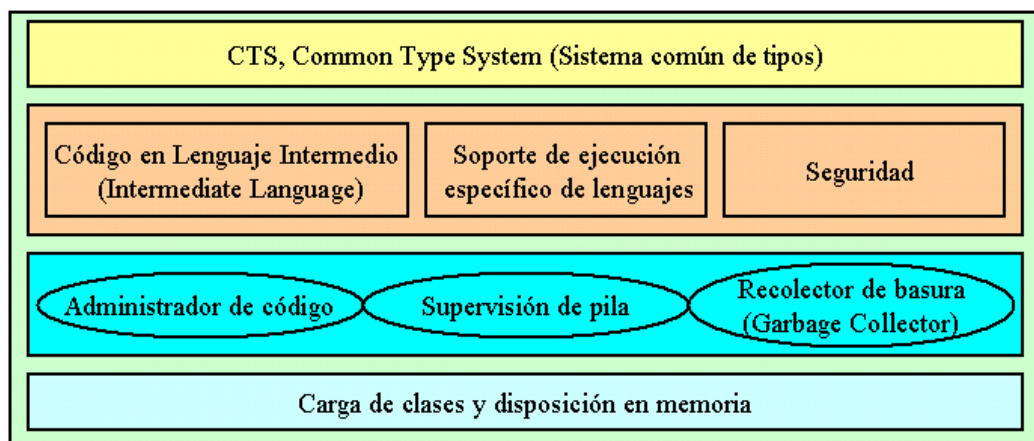 CTS, Common Type System (Sistema común de tipos)
Código en Lenguaje Intermedio
(Intermediate Language)
Soporte de ejecución
específico de lenguajes
Seguridad
Administrador de código
Supervisión de pila
Recolector de basura
(Garbage Collector)
Carga de clases y disposición en memoria